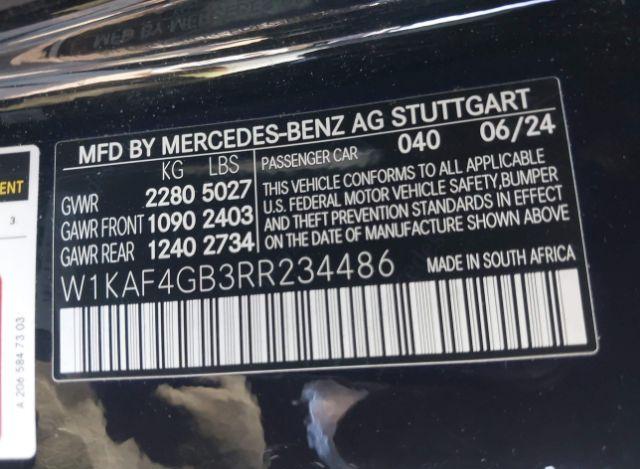 MFD BY MERCEDES-BENZ AG STUTTGART
KG LBS PASSENGER CAR 040 06/24
GVWR 2280 5027
GAWR FRONT 1090 2403
GAWR REAR 1240 2734
THIS VEHICLE CONFORMS TO ALL APPLICABLE
U.S. FEDERAL MOTOR VEHICLE SAFETY, BUMPER
AND THEFT PREVENTION STANDARDS IN EFFECT
ON THE DATE OF MANUFACTURE SHOWN ABOVE
W1KAF4GB3RR234486 MADE IN SOUTH AFRICA
ENT
3
A 206 584 73 03